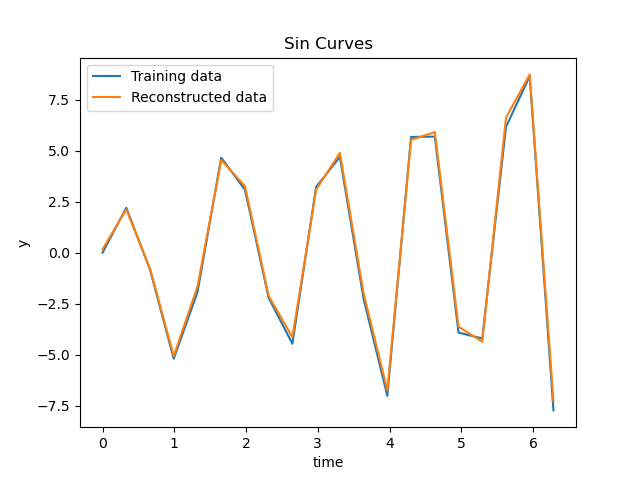 Sin Curves
Training data
Reconstructed data
7.5
5.0
2.5
0.0
−2.5
−5.0
−7.5
y
0 1 2 3 4 5 6
time